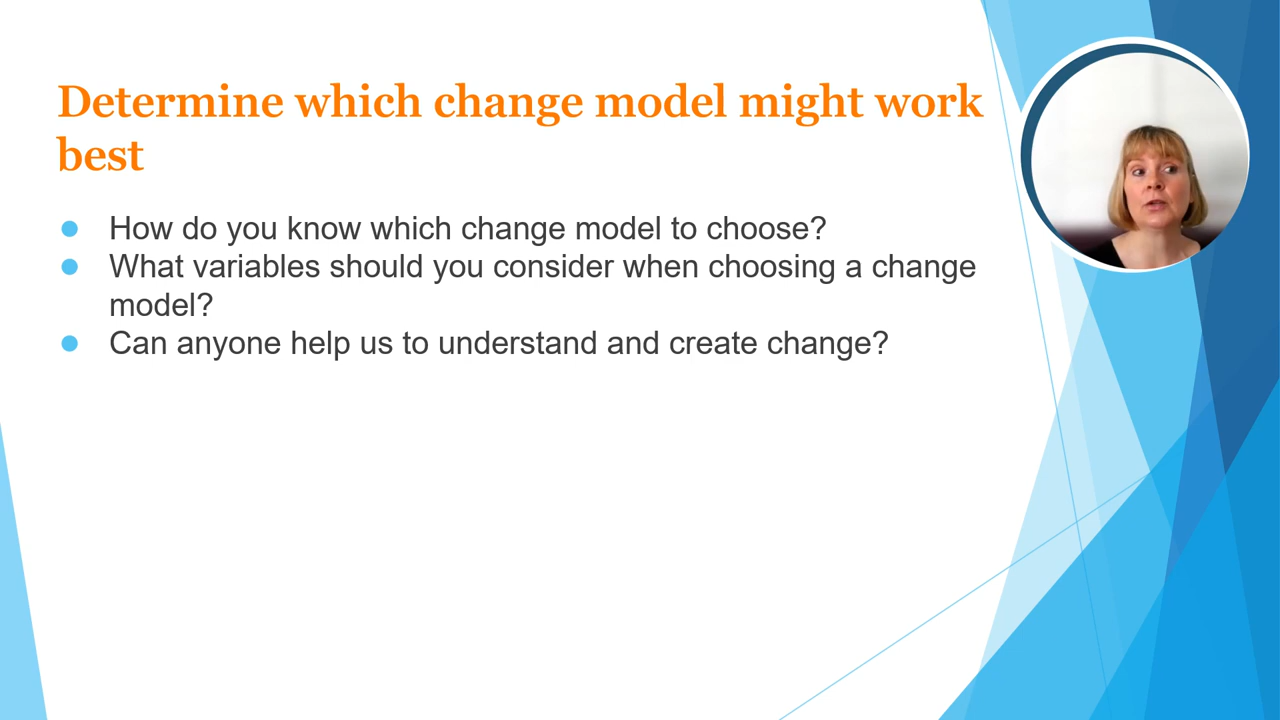 Determine which change model might work
best
How do you know which change model to choose?
What variables should you consider when choosing a change
model?
Can anyone help us to understand and create change?